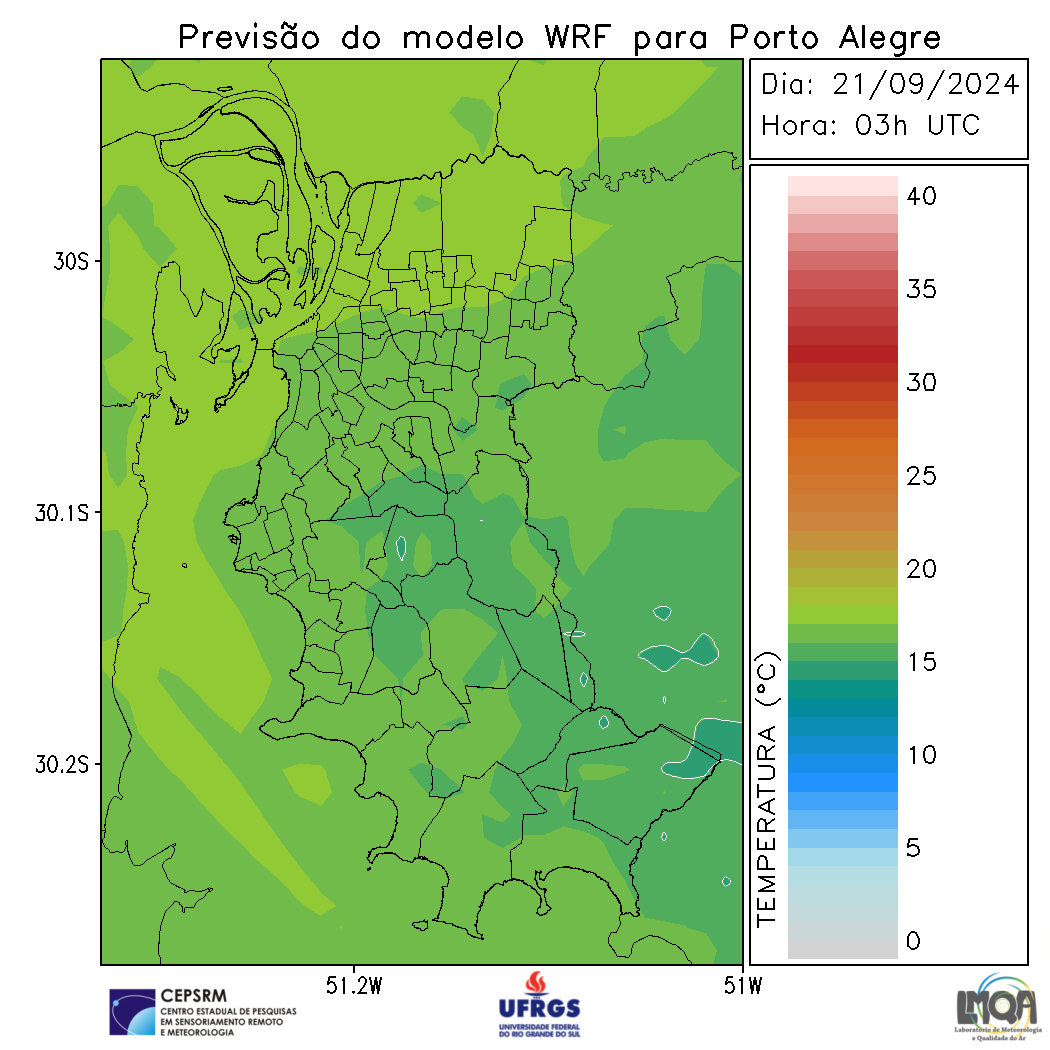 Previsão do modelo WRF para Porto Alegre
Dia: 21/09/2024
Hora: 03h UTC
30S
30.1S
30.2S
51.2W
51W
TEMPERATURA (°C)
40
35
30
25
20
15
10
5
0
CEPSRM
CENTRO ESTADUAL DE PESQUISAS
EM SENSORIAMENTO REMOTO
E METEOROLOGIA
UFRGS
UNIVERSIDADE FEDERAL
DO RIO GRANDE DO SUL
LMQA
Laboratório de Meteorologia
e Qualidade do Ar